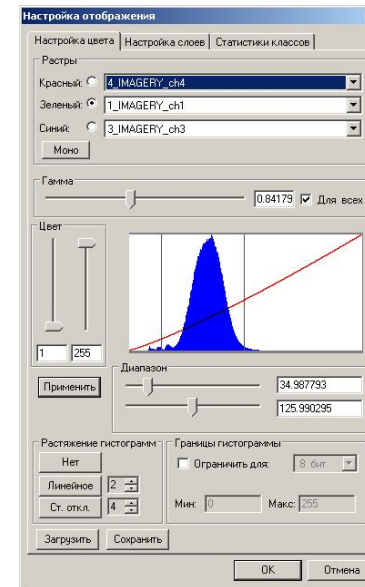 Настройка отображения
Настройка цвета Настройка слоев Статистики классов
Растры
Красный: 4_IMAGERY_ch4
Зеленый: 1_IMAGERY_ch1
Синий: 3_IMAGERY_ch3
Моно
Гамма
0.84179 Для всех
Цвет
1 255
Диапазон
Применить 34.987793
125.990295
Растяжение гистограмм Границы гистограммы
Нет Ограничить для: 8 бит
Линейное 2
Ст. откл. 4 Мин: 0 Макс: 255
Загрузить Сохранить
OK Отмена